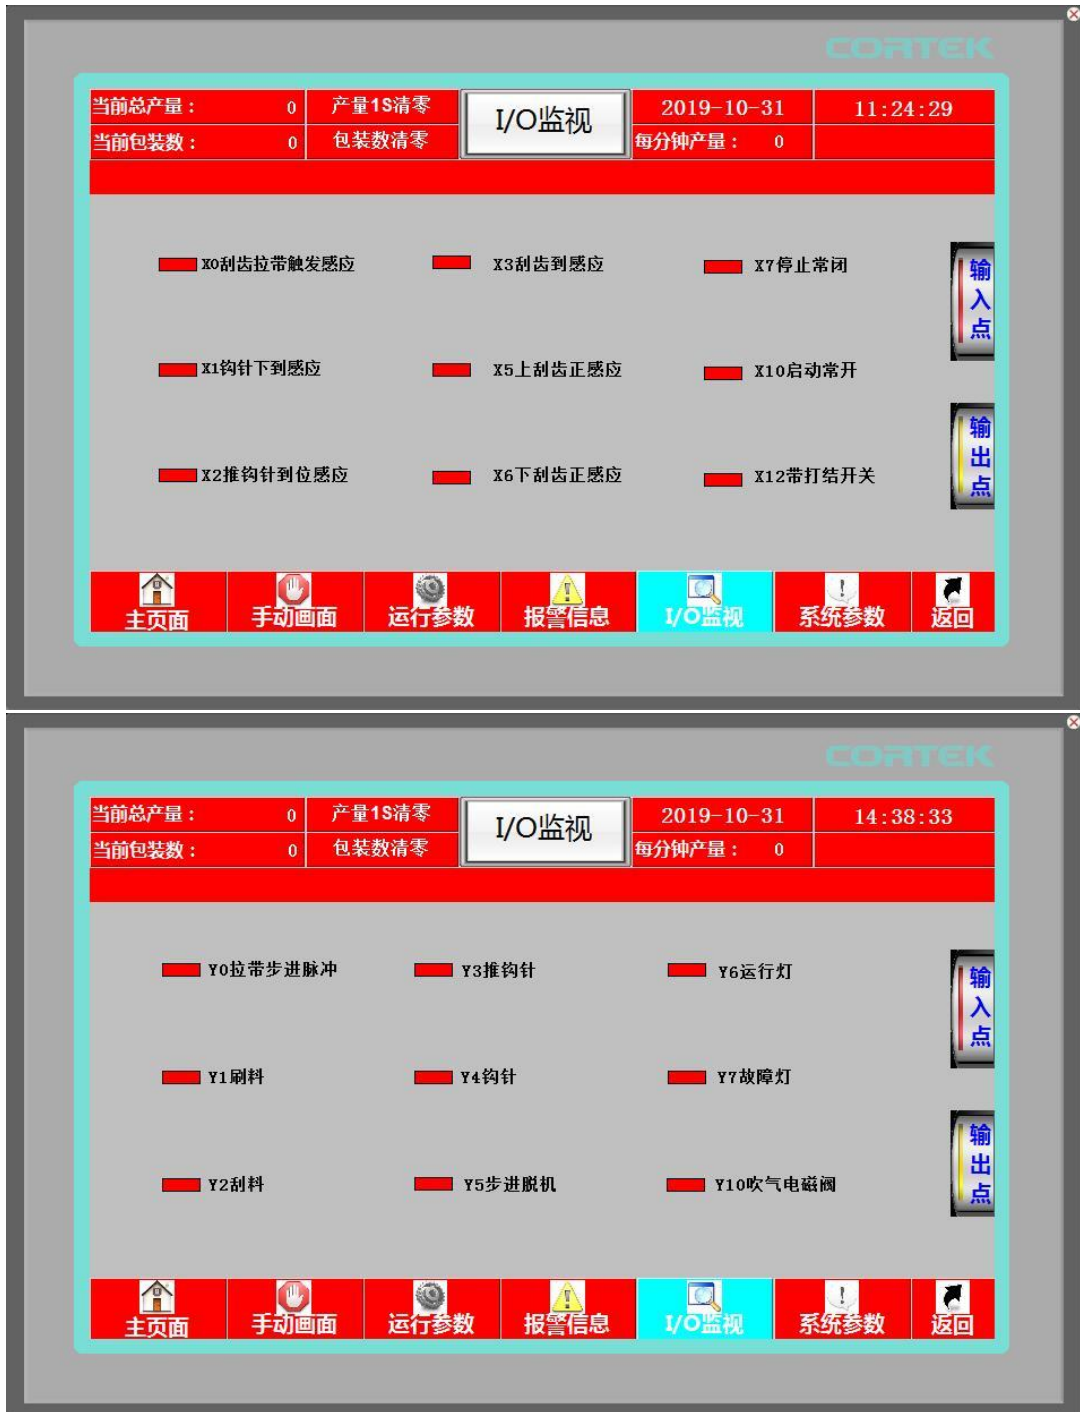 CORTEK
当前总产量： 0 产量1S清零 I/O监视 2019-10-31 11:24:29
当前包装数： 0 包装数清零 每分钟产量： 0
X0刮齿拉带触发感应 X3刮齿到感应 X7停止常闭
X1钩针下到感应 X5上刮齿正感应 X10启动常开
X2推钩针到位感应 X6下刮齿正感应 X12带打结开关
输入点
输出点
主页面 手动画面 运行参数 报警信息 I/O监视 系统参数 返回
CORTEK
当前总产量： 0 产量1S清零 I/O监视 2019-10-31 14:38:33
当前包装数： 0 包装数清零 每分钟产量： 0
Y0拉带步进脉冲 Y3推钩针 Y6运行灯
Y1刷料 Y4钩针 Y7故障灯
Y2刮料 Y5步进脱机 Y10吹气电磁阀
输入点
输出点
主页面 手动画面 运行参数 报警信息 I/O监视 系统参数 返回